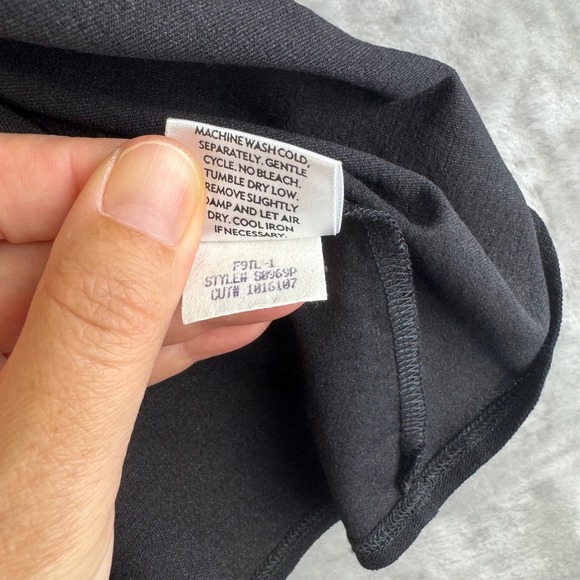 MACHINE WASH COLD.
SEPARATELY. GENTLE
CYCLE. NO BLEACH.
TUMBLE DRY LOW.
REMOVE SLIGHTLY
DAMP AND LET AIR
DRY. COOL IRON
IF NECESSARY.
F9TL-1
STYLE# S0969P
CUT# 1016107